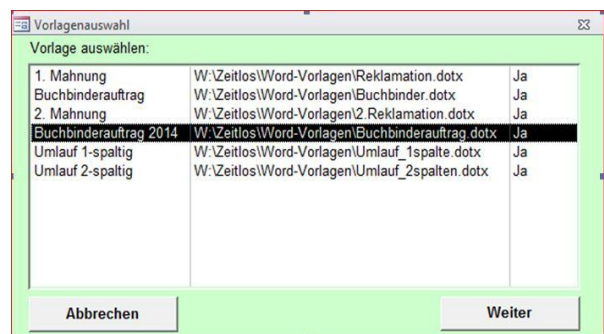 Vorlagenauswahl
Vorlage auswählen:
1. Mahnung W:\Zeitlos\Word-Vorlagen\Reklamation.dotx Ja
Buchbinderauftrag W:\Zeitlos\Word-Vorlagen\Buchbinder.dotx Ja
2. Mahnung W:\Zeitlos\Word-Vorlagen\2.Reklamation.dotx Ja
Buchbinderauftrag 2014 W:\Zeitlos\Word-Vorlagen\Buchbinderauftrag.dotx Ja
Umlauf 1-spaltig W:\Zeitlos\Word-Vorlagen\Umlauf_1spalte.dotx Ja
Umlauf 2-spaltig W:\Zeitlos\Word-Vorlagen\Umlauf_2spalten.dotx Ja
Abbrechen Weiter